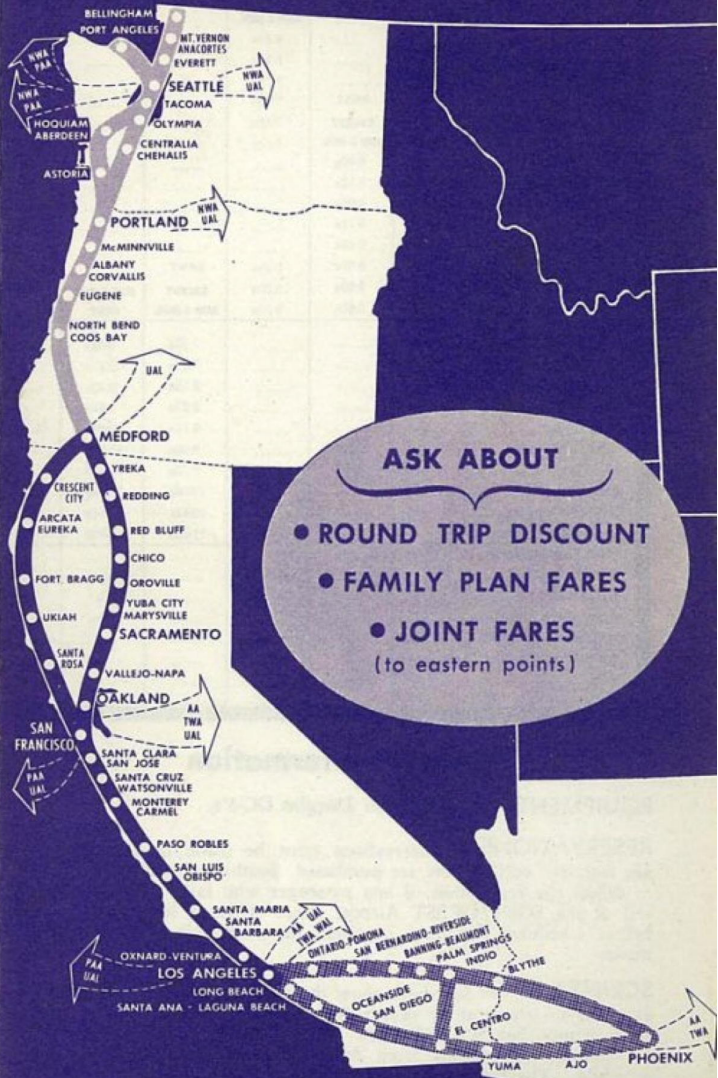 BELLINGHAM
PORT ANGELES
MT. VERNON
ANACORTES
EVERETT
NWA
PAA
SEATTLE
NWA
UAL
NWA
PAA
TACOMA
OLYMPIA
HOQUIAM
ABERDEEN
CENTRALIA
CHEHALIS
ASTORIA
PORTLAND
NWA
UAL
McMINNVILLE
ALBANY
CORVALLIS
EUGENE
NORTH BEND
COOS BAY
UAL
MEDFORD
YREKA
CRESCENT
CITY
REDDING
ARCATA
EUREKA
RED BLUFF
CHICO
FORT BRAGG
OROVILLE
YUBA CITY
MARYSVILLE
UKIAH
SACRAMENTO
SANTA
ROSA
VALLEJO-NAPA
OAKLAND
AA
TWA
UAL
SAN
FRANCISCO
PAA
UAL
SANTA CLARA
SAN JOSE
SANTA CRUZ
WATSONVILLE
MONTEREY
CARMEL
PASO ROBLES
SAN LUIS
OBISPO
SANTA MARIA
SANTA
BARBARA
OXNARD-VENTURA
LOS ANGELES
PAA
UAL
AA UAL
TWA WAL
LONG BEACH
SANTA ANA - LAGUNA BEACH
ONTARIO-POMONA
SAN BERNARDINO-RIVERSIDE
BANNING-BEAUMONT
PALM SPRINGS
INDIO
BLYTHE
OCEANSIDE
SAN DIEGO
EL CENTRO
YUMA
AJO
PHOENIX
AA
TWA
ASK ABOUT
• ROUND TRIP DISCOUNT
• FAMILY PLAN FARES
• JOINT FARES
(to eastern points)